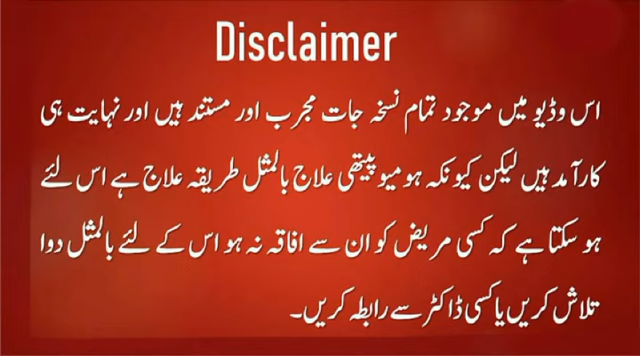 Disclaimer
اس وڈیو میں موجود تمام نسخہ جات مجرب اور مستند ہیں اور نہایت ہی
کارآمد ہیں لیکن کیونکہ ہومیوپیتھی علاج بالمثل طریقہ علاج ہے اس لئے
ہو سکتا ہے کہ کسی مریض کو ان سے افاقہ نہ ہو اس کے لئے بالمثل دوا
تلاش کریں یا کسی ڈاکٹر سے رابطہ کریں۔